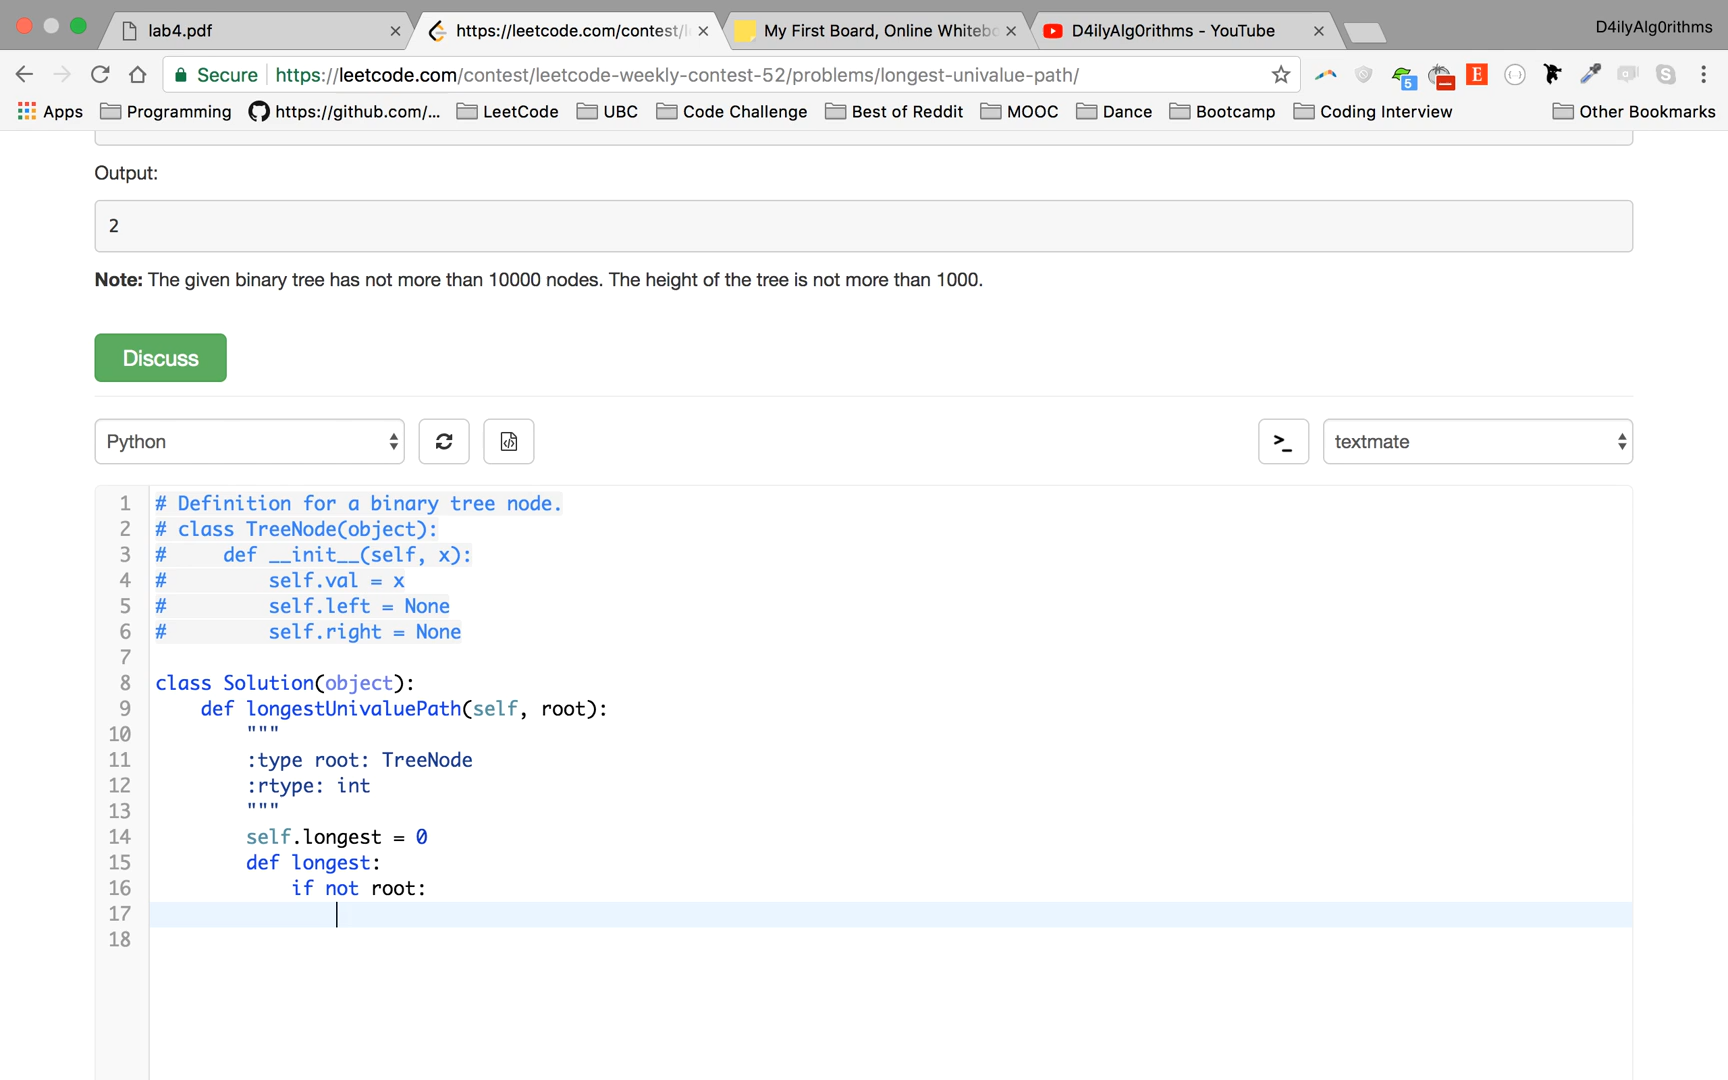 lab4.pdf
https://leetcode.com/contest/l
My First Board, Online Whitebo
D4ilyAlg0rithms - YouTube
D4ilyAlg0rithms
Secure https://leetcode.com/contest/leetcode-weekly-contest-52/problems/longest-univalue-path/
5
E
Apps Programming https://github.com/... LeetCode UBC Code Challenge Best of Reddit MOOC Dance Bootcamp Coding Interview Other Bookmarks
Output:
2
Note: The given binary tree has not more than 10000 nodes. The height of the tree is not more than 1000.
Discuss
Python >_ textmate
1 # Definition for a binary tree node.
2 # class TreeNode(object):
3 #     def __init__(self, x):
4 #         self.val = x
5 #         self.left = None
6 #         self.right = None
7
8 class Solution(object):
9     def longestUnivaluePath(self, root):
10         """
11         :type root: TreeNode
12         :rtype: int
13         """
14         self.longest = 0
15         def longest:
16             if not root:
17
18